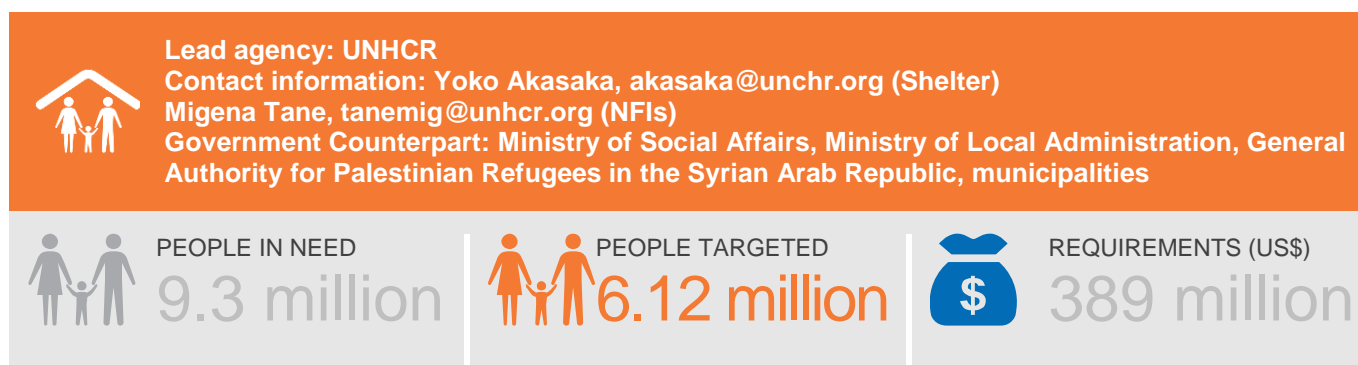 Lead agency: UNHCR
Contact information: Yoko Akasaka, akasaka@unchr.org (Shelter)
Migena Tane, tanemig@unhcr.org (NFIs)
Government Counterpart: Ministry of Social Affairs, Ministry of Local Administration, General
Authority for Palestinian Refugees in the Syrian Arab Republic, municipalities
PEOPLE IN NEED
9.3 million
PEOPLE TARGETED
6.12 million
$
REQUIREMENTS (US$)
389 million